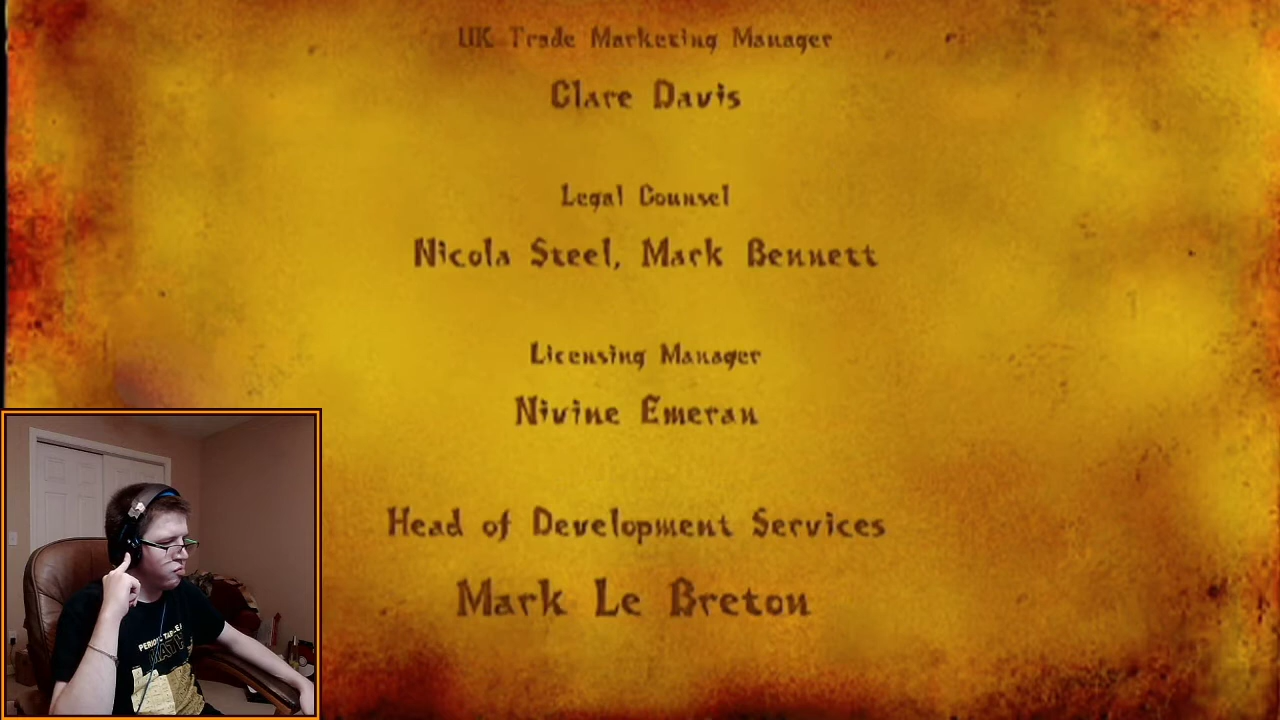 UK Trade Marketing Manager
Clare Davis
Legal Counsel
Nicola Steel, Mark Bennett
Licensing Manager
Nivine Emeran
Head of Development Services
Mark Le Breton